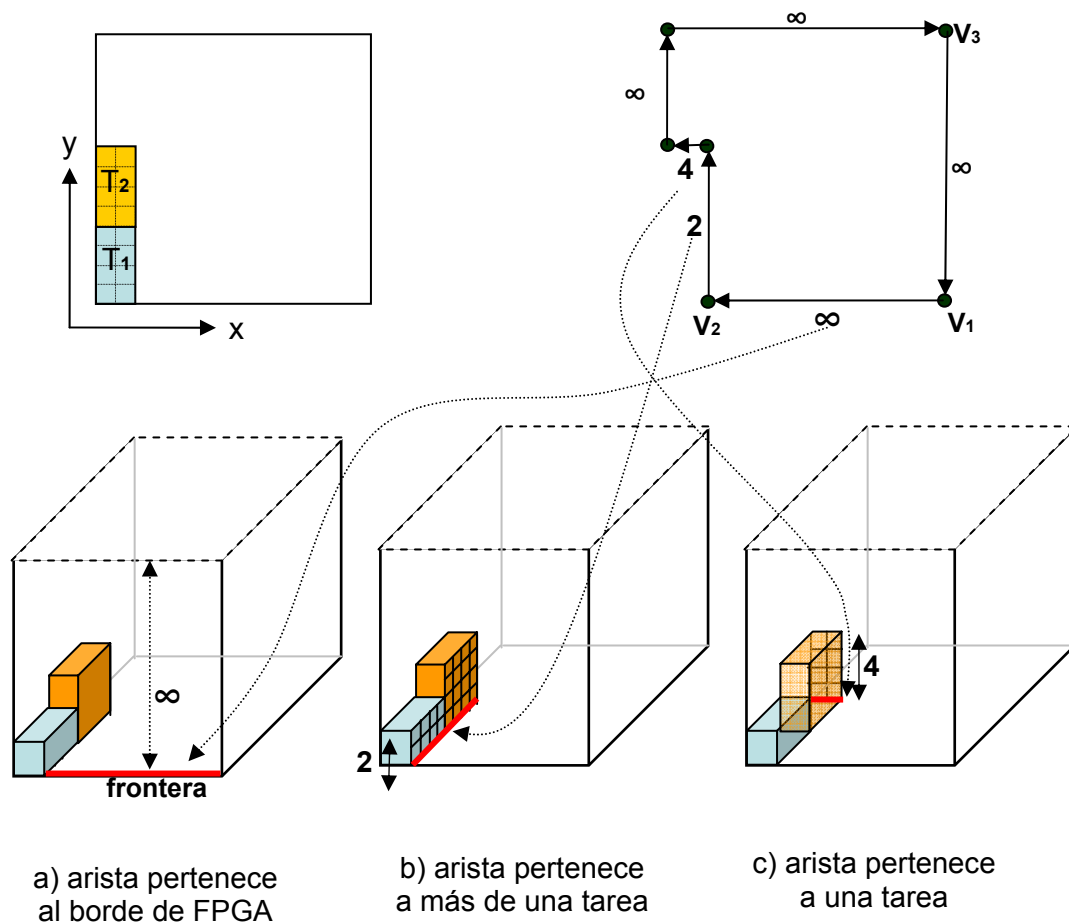 ∞
V₃
y
∞
T₂
4
∞
2
T₁
x
V₂
∞
V₁
∞
4
2
frontera
a) arista pertenece
al borde de FPGA
b) arista pertenece
a más de una tarea
c) arista pertenece
a una tarea